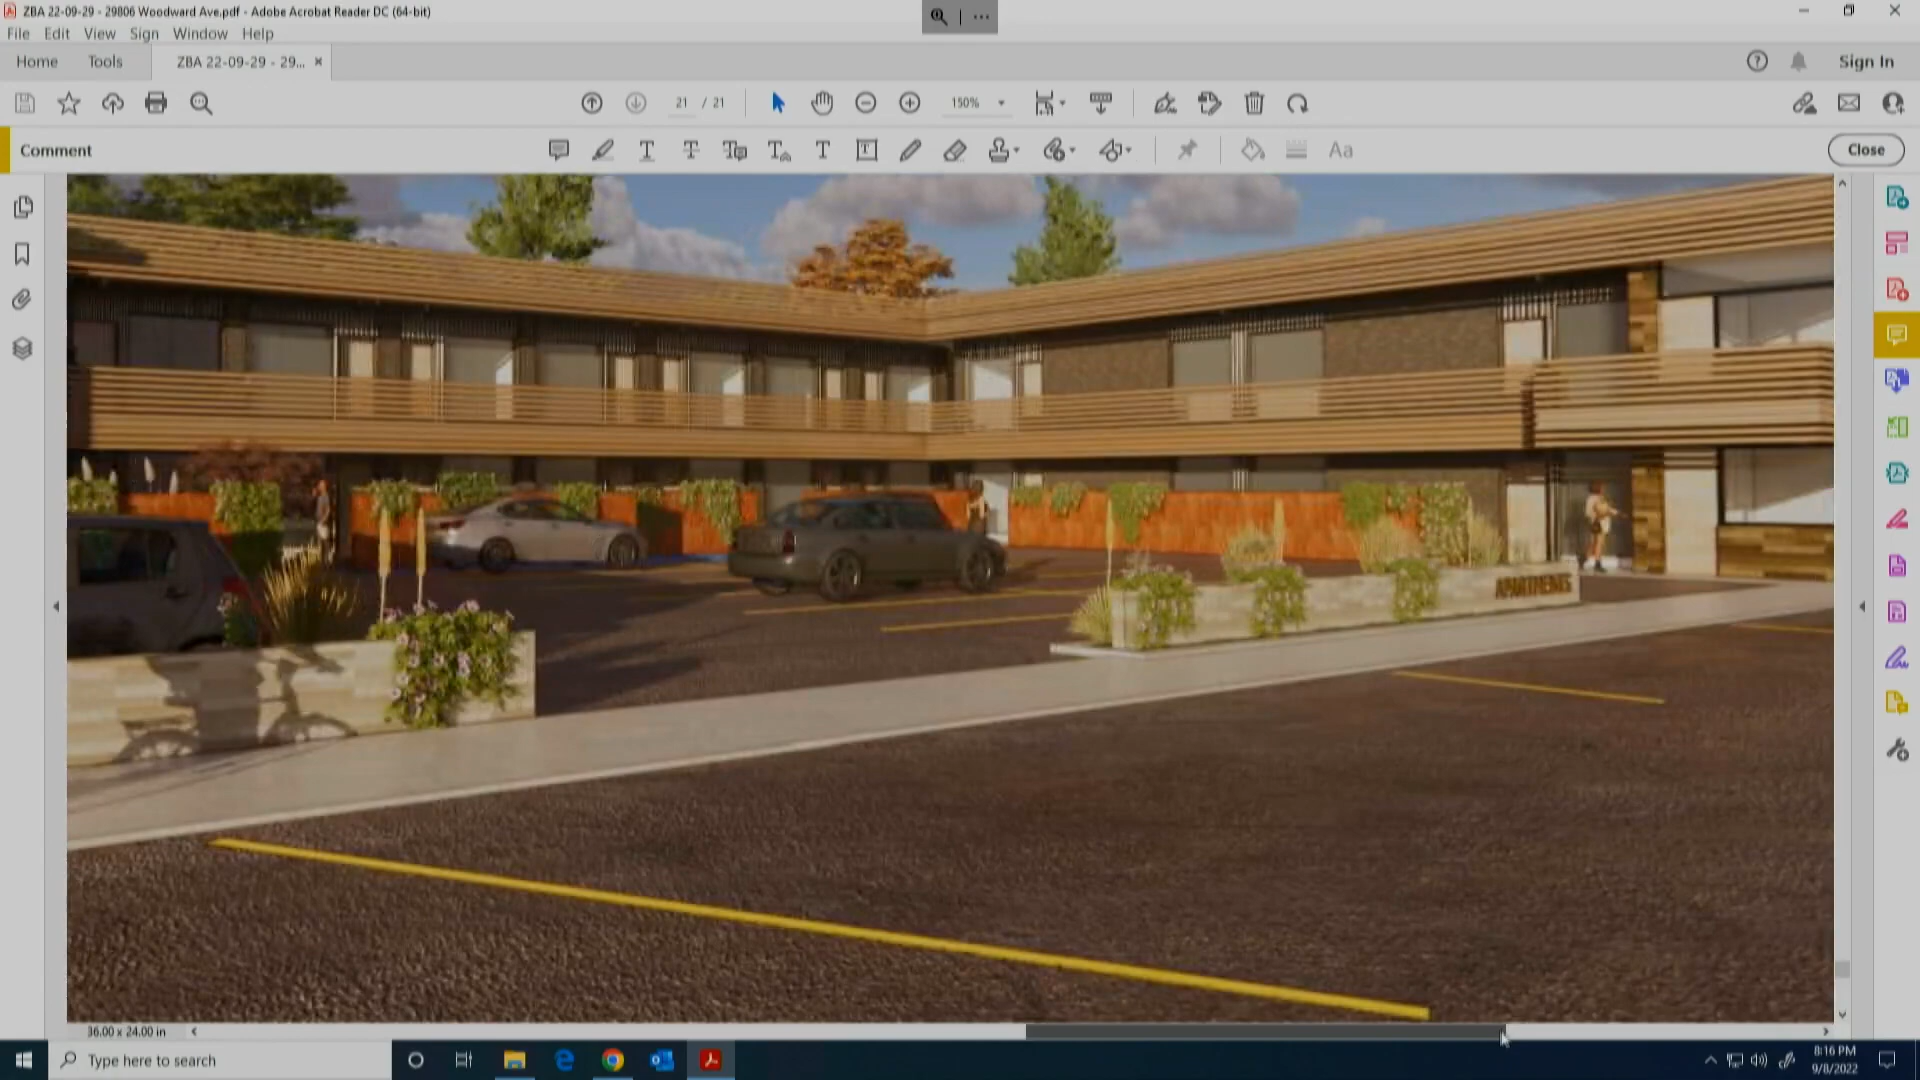 ZBA 22-09-29 - 29806 Woodward Ave.pdf - Adobe Acrobat Reader DC (64-bit)
File Edit View Sign Window Help
Home Tools ZBA 22-09-29 - 29... × Sign In
21 / 21 150%
Comment Close
APARTMENTS
36.00 x 24.00 in
Type here to search
8:16 PM
9/8/2022